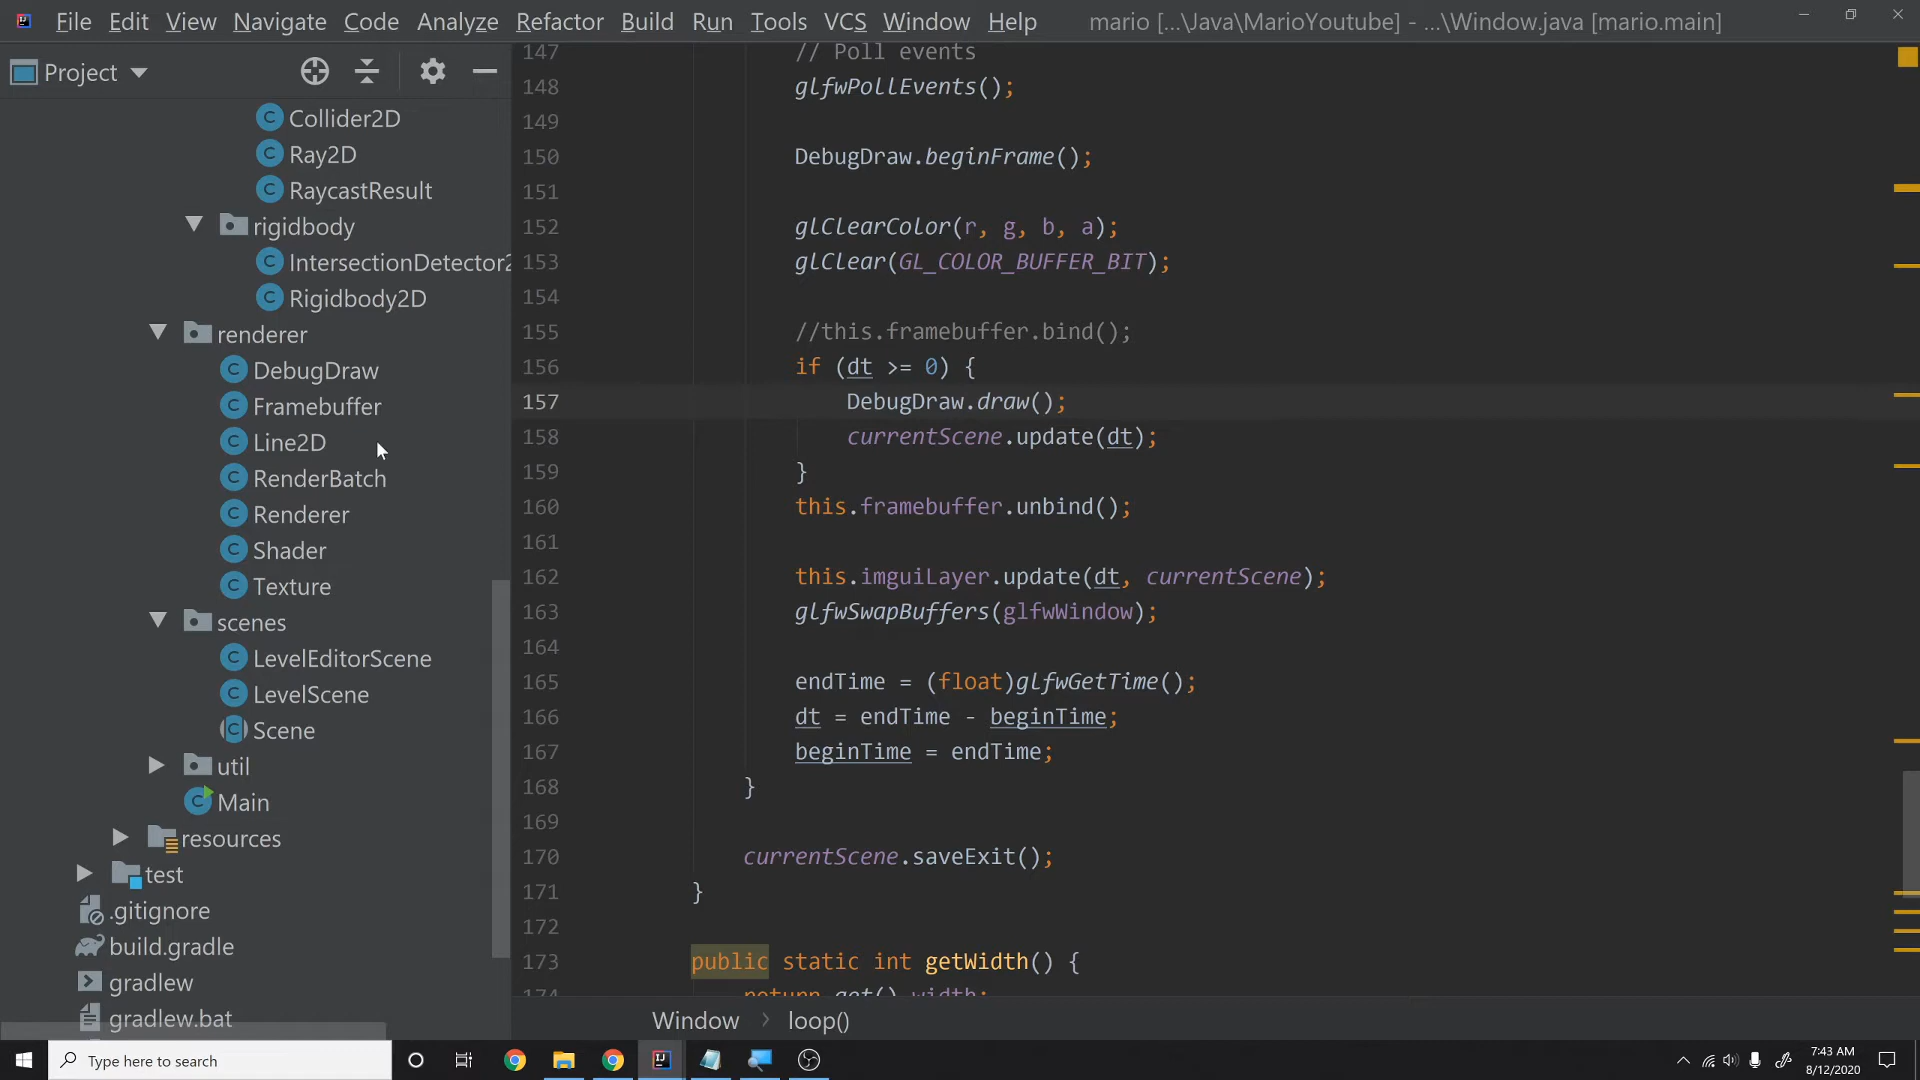 File Edit View Navigate Code Analyze Refactor Build Run Tools VCS Window Help mario [...\Java\MarioYoutube] - ...\Window.java [mario.main]
Project
Collider2D
Ray2D
RaycastResult
rigidbody
IntersectionDetector2
Rigidbody2D
renderer
DebugDraw
Framebuffer
Line2D
RenderBatch
Renderer
Shader
Texture
scenes
LevelEditorScene
LevelScene
Scene
util
Main
resources
test
.gitignore
build.gradle
gradlew
gradlew.bat
147 // Poll events
148 glfwPollEvents();
149
150 DebugDraw.beginFrame();
151
152 glClearColor(r, g, b, a);
153 glClear(GL_COLOR_BUFFER_BIT);
154
155 //this.framebuffer.bind();
156 if (dt >= 0) {
157 DebugDraw.draw();
158 currentScene.update(dt);
159 }
160 this.framebuffer.unbind();
161
162 this.imguiLayer.update(dt, currentScene);
163 glfwSwapBuffers(glfwWindow);
164
165 endTime = (float)glfwGetTime();
166 dt = endTime - beginTime;
167 beginTime = endTime;
168 }
169
170 currentScene.saveExit();
171 }
172
173 public static int getWidth() {
174 return get().width;
Window > loop()
Type here to search
7:43 AM
8/12/2020